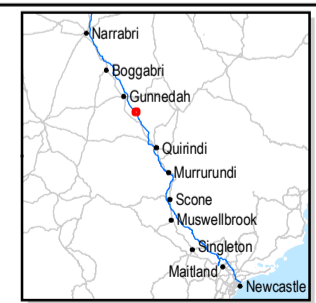 Narrabri
Boggabri
Gunnedah
Quirindi
Murrurundi
Scone
Muswellbrook
Singleton
Maitland
Newcastle